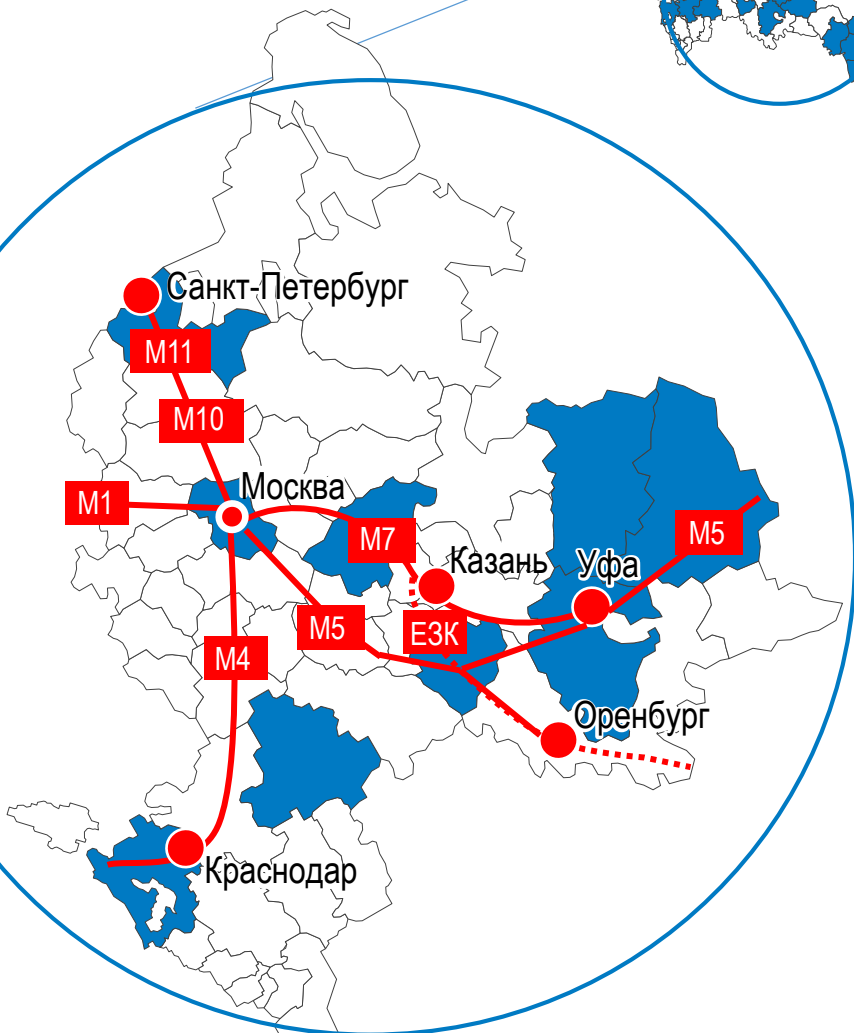 Санкт-Петербург
М11
М10
Москва
М1
М7
М5
Казань
Уфа
М5
ЕЗК
М4
Оренбург
Краснодар